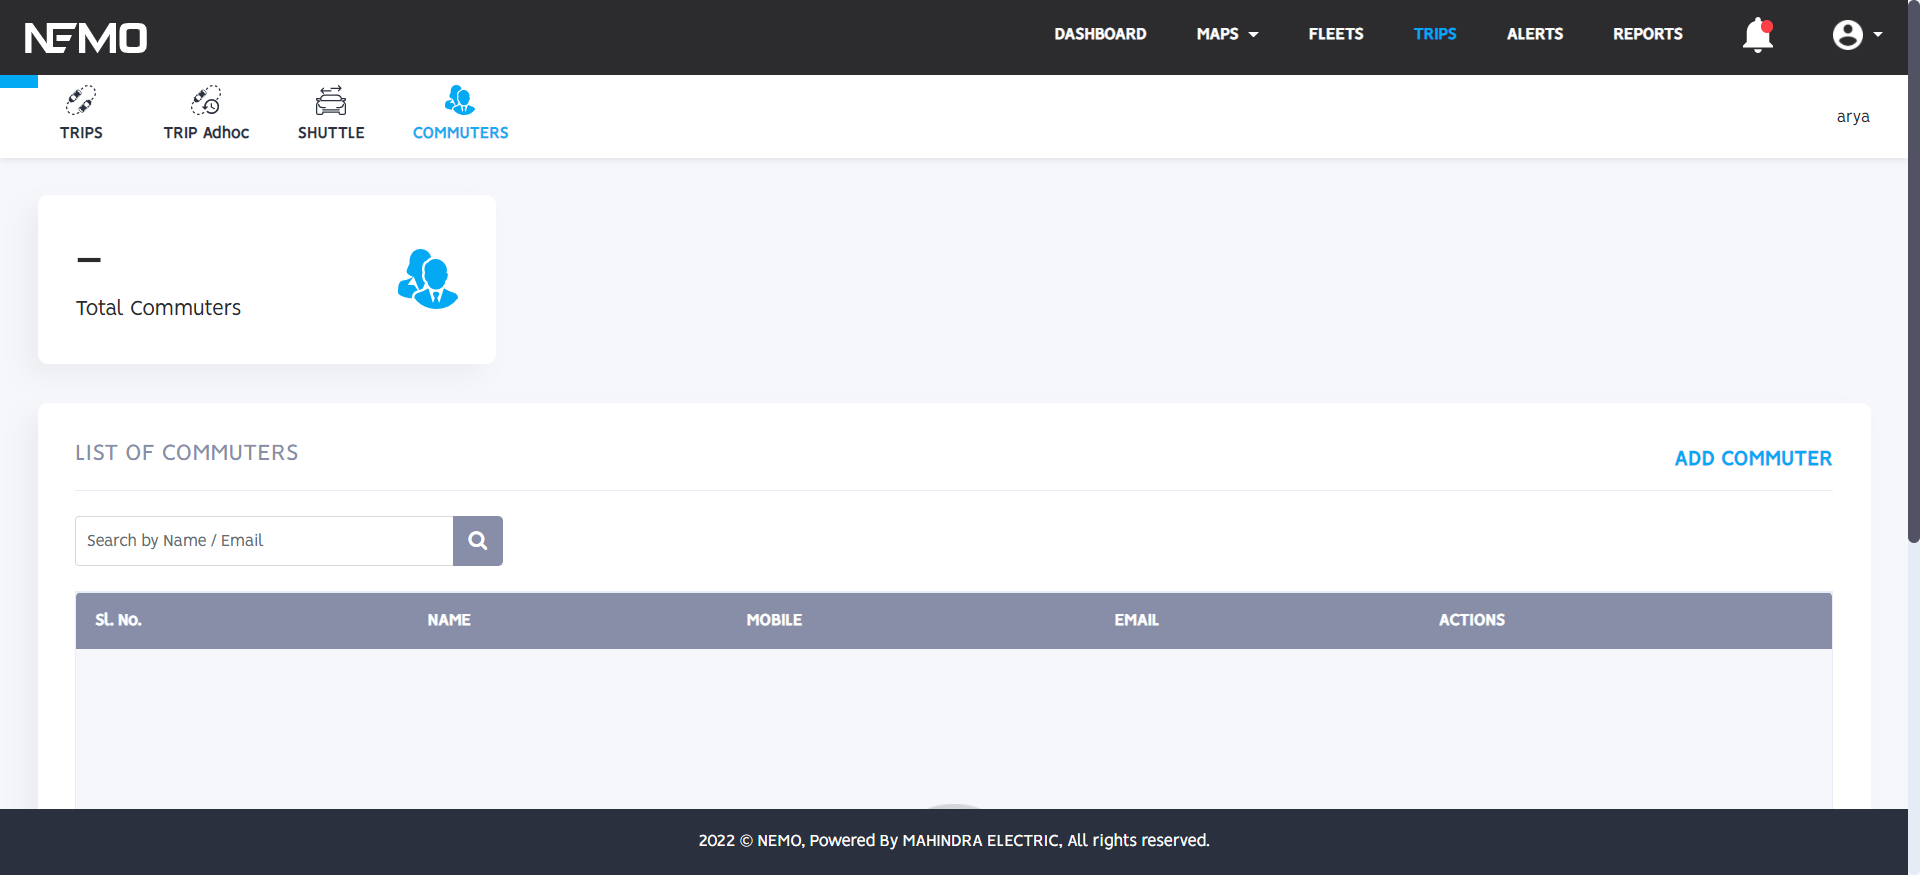 NEMO
DASHBOARD MAPS FLEETS TRIPS ALERTS REPORTS
TRIPS TRIP Adhoc SHUTTLE COMMUTERS
arya
–
Total Commuters
LIST OF COMMUTERS
ADD COMMUTER
Search by Name / Email
Sl. No. NAME MOBILE EMAIL ACTIONS
2022 © NEMO, Powered By MAHINDRA ELECTRIC, All rights reserved.